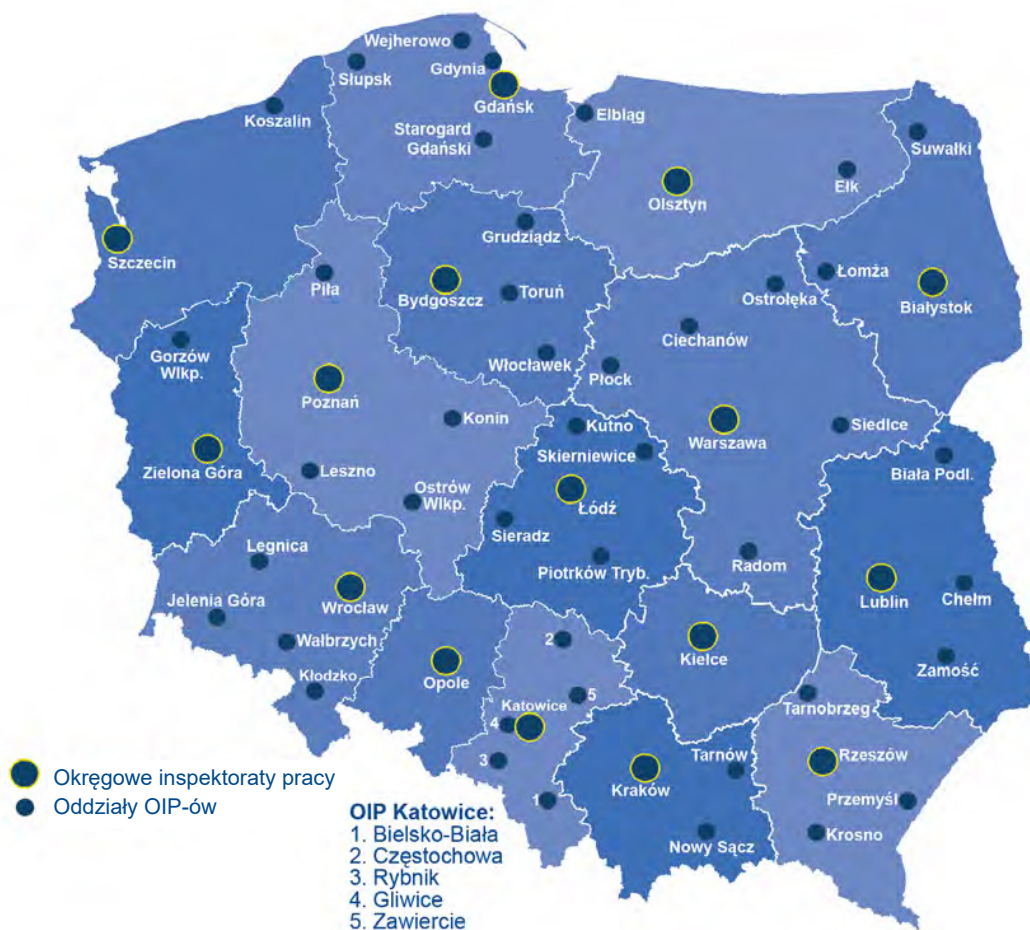 Wejherowo
Słupsk
Gdynia
Gdańsk
Koszalin
Starogard
Gdański
Elbląg
Suwałki
Ełk
Olsztyn
Szczecin
Grudziądz
Piła
Bydgoszcz
Toruń
Łomża
Ostrołęka
Białystok
Ciechanów
Gorzów
Wlkp.
Włocławek
Płock
Poznań
Konin
Kutno
Warszawa
Siedlce
Skierniewice
Biała Podl.
Zielona Góra
Leszno
Ostrów
Wlkp.
Łódź
Sieradz
Legnica
Piotrków Tryb.
Radom
Wrocław
Lublin
Chełm
Jelenia Góra
Wałbrzych
2
Kielce
Zamość
Kłodzko
Opole
5
Katowice
Tarnobrzeg
4
3
Tarnów
Rzeszów
Kraków
1
Przemyśl
Nowy Sącz
Krosno
Okręgowe inspektoraty pracy
Oddziały OIP-ów
OIP Katowice:
1. Bielsko-Biała
2. Częstochowa
3. Rybnik
4. Gliwice
5. Zawiercie